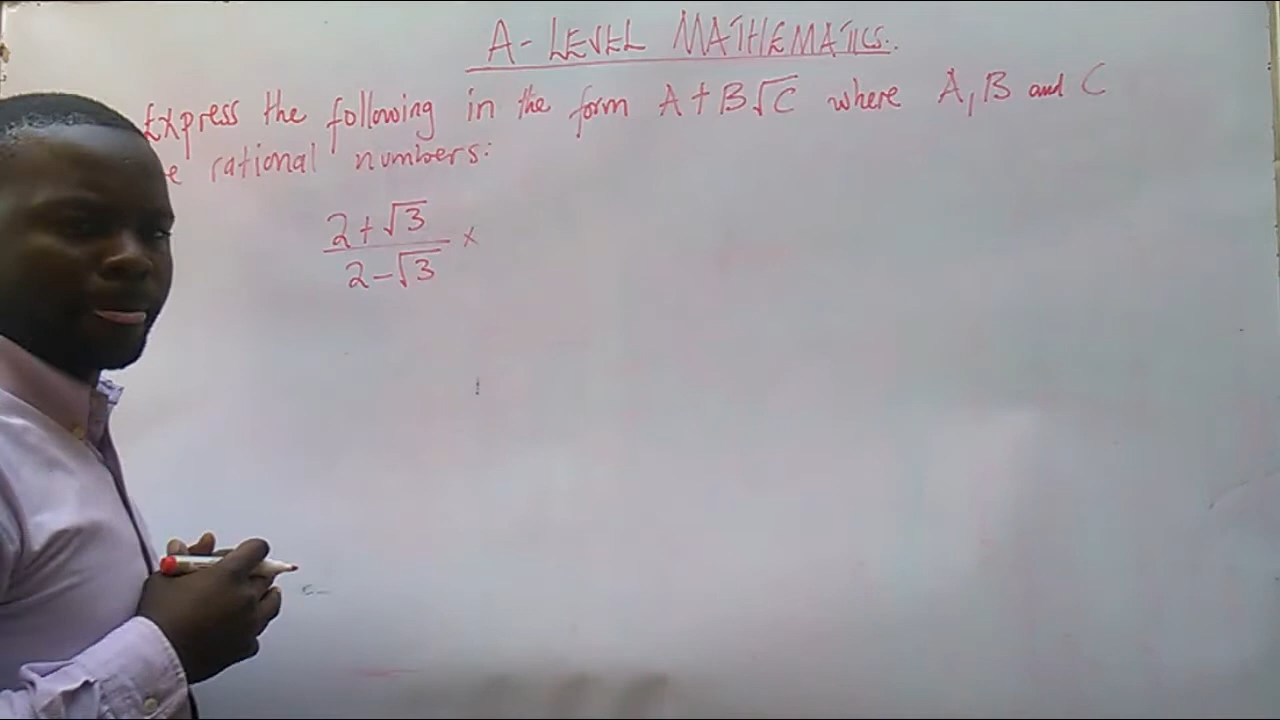 A- LEVEL MATHEMATICS.
Express the following in the form A+B√C where A, B and C
rational numbers:
2+√3
2-√3 ×